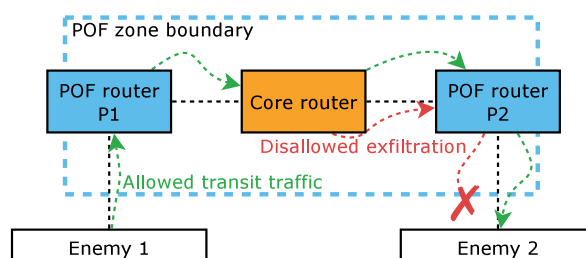 POF zone boundary
POF router
P1
Core router
POF router
P2
Disallowed exfiltration
Allowed transit traffic
Enemy 1
Enemy 2